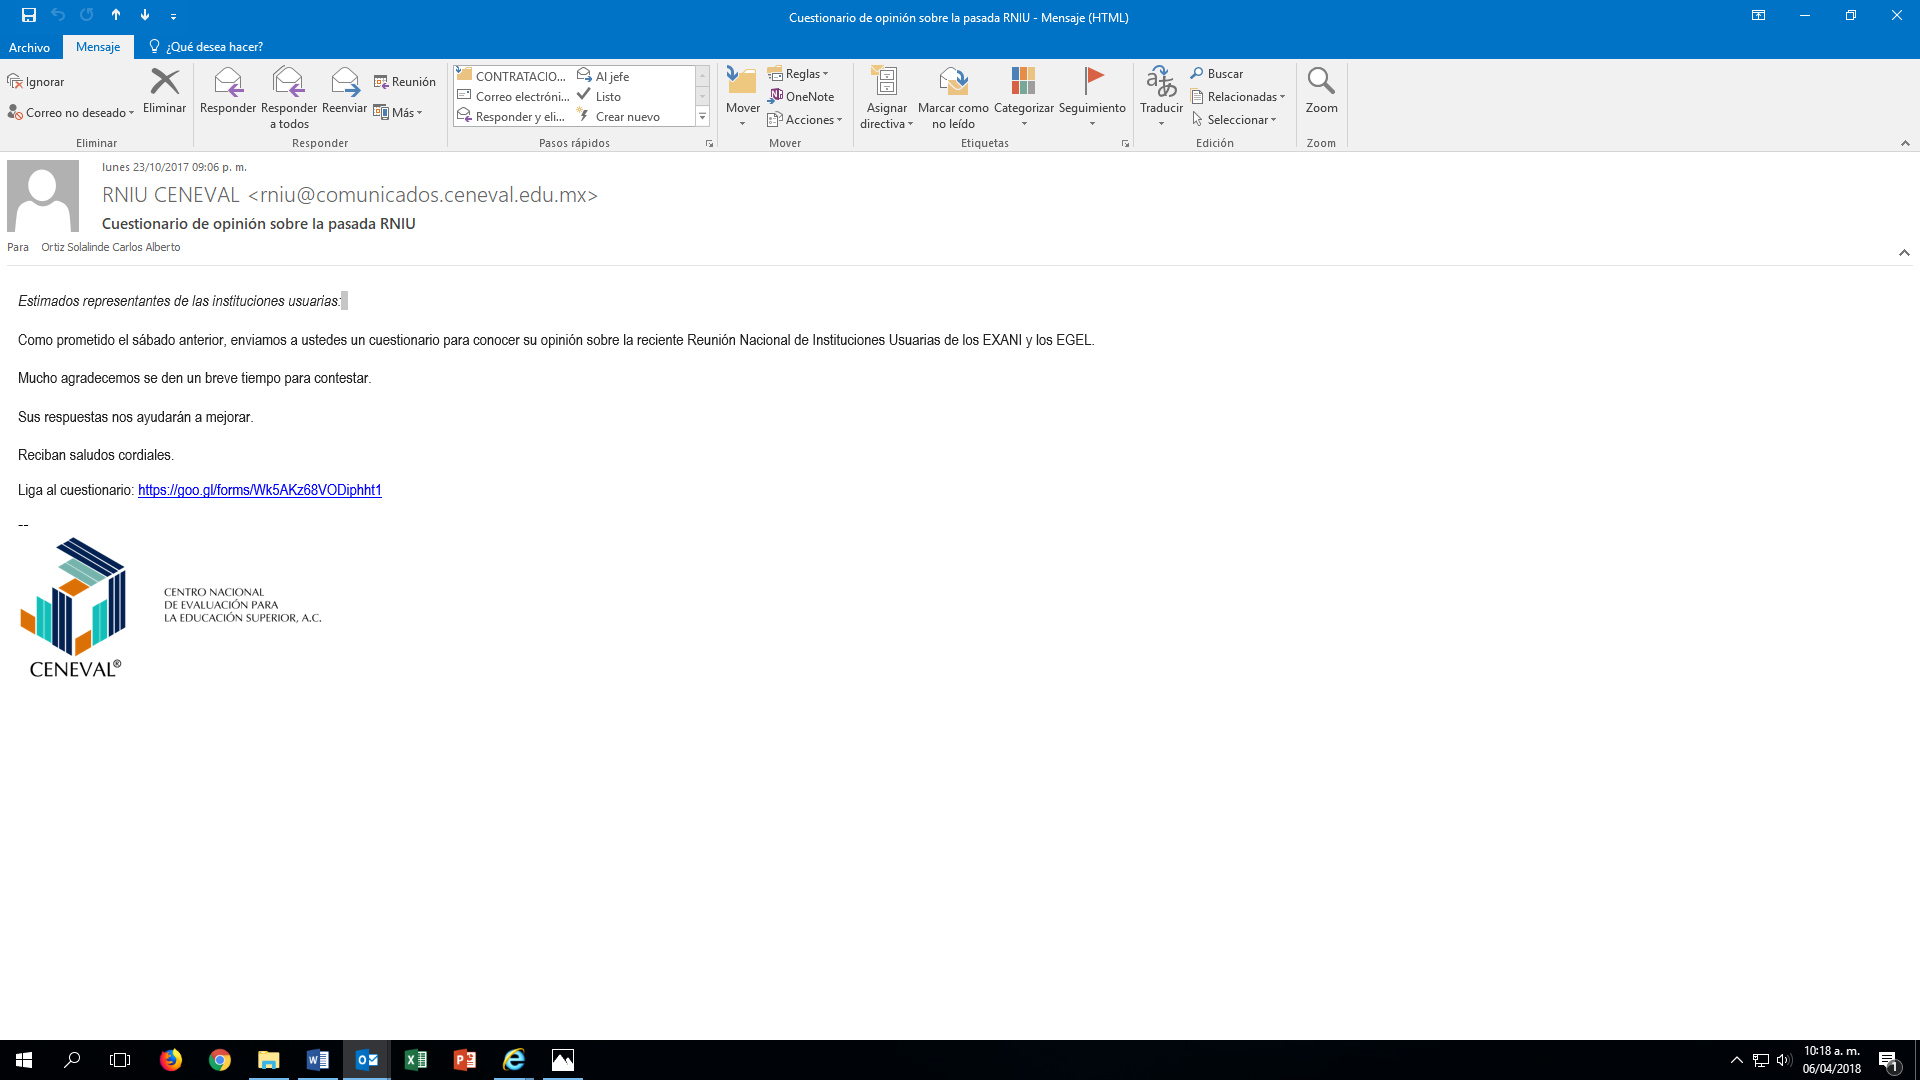 Cuestionario de opinión sobre la pasada RNIU - Mensaje (HTML)
Archivo
Mensaje
¿Qué desea hacer?
Ignorar
Correo no deseado
Eliminar
Eliminar
Responder
Responder a todos
Reenviar
Reunión
Más
Responder
CONTRATACIO...
Correo electróni...
Responder y eli...
Al jefe
Listo
Crear nuevo
Pasos rápidos
Mover
Reglas
OneNote
Acciones
Mover
Asignar directiva
Marcar como no leído
Categorizar
Seguimiento
Etiquetas
Traducir
Buscar
Relacionadas
Seleccionar
Edición
Zoom
Zoom
lunes 23/10/2017 09:06 p. m.
RNIU CENEVAL <rniu@comunicados.ceneval.edu.mx>
Cuestionario de opinión sobre la pasada RNIU
Para Ortiz Solalinde Carlos Alberto
Estimados representantes de las instituciones usuarias:
Como prometido el sábado anterior, enviamos a ustedes un cuestionario para conocer su opinión sobre la reciente Reunión Nacional de Instituciones Usuarias de los EXANI y los EGEL.
Mucho agradecemos se den un breve tiempo para contestar.
Sus respuestas nos ayudarán a mejorar.
Reciban saludos cordiales.
Liga al cuestionario: https://goo.gl/forms/Wk5AKz68VODiphht1
--
CENTRO NACIONAL
DE EVALUACIÓN PARA
LA EDUCACIÓN SUPERIOR, A.C.
CENEVAL®
10:18 a. m.
06/04/2018
1